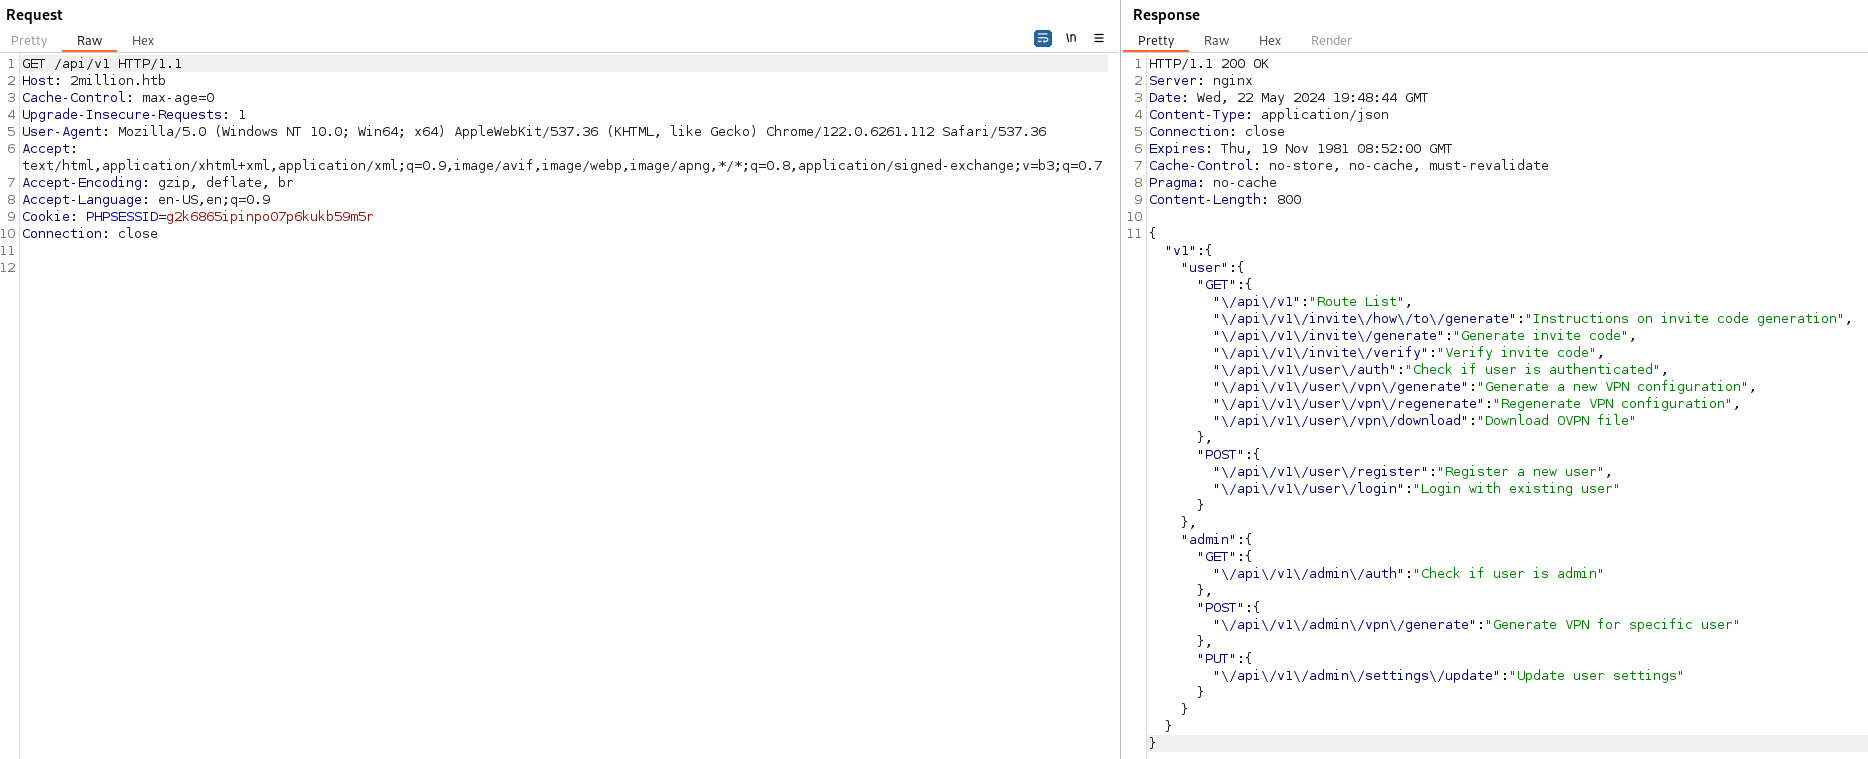 Request
Pretty Raw Hex
\n
1 GET /api/v1 HTTP/1.1
2 Host: 2million.htb
3 Cache-Control: max-age=0
4 Upgrade-Insecure-Requests: 1
5 User-Agent: Mozilla/5.0 (Windows NT 10.0; Win64; x64) AppleWebKit/537.36 (KHTML, like Gecko) Chrome/122.0.6261.112 Safari/537.36
6 Accept:
text/html,application/xhtml+xml,application/xml;q=0.9,image/avif,image/webp,image/apng,*/*;q=0.8,application/signed-exchange;v=b3;q=0.7
7 Accept-Encoding: gzip, deflate, br
8 Accept-Language: en-US,en;q=0.9
9 Cookie: PHPSESSID=g2k6865ipinpo07p6kukb59m5r
10 Connection: close
11
12
Response
Pretty Raw Hex Render
1 HTTP/1.1 200 OK
2 Server: nginx
3 Date: Wed, 22 May 2024 19:48:44 GMT
4 Content-Type: application/json
5 Connection: close
6 Expires: Thu, 19 Nov 1981 08:52:00 GMT
7 Cache-Control: no-store, no-cache, must-revalidate
8 Pragma: no-cache
9 Content-Length: 800
10
11 {
"v1":{
"user":{
"GET":{
"\/api\/v1":"Route List",
"\/api\/v1\/invite\/how\/to\/generate":"Instructions on invite code generation",
"\/api\/v1\/invite\/generate":"Generate invite code",
"\/api\/v1\/invite\/verify":"Verify invite code",
"\/api\/v1\/user\/auth":"Check if user is authenticated",
"\/api\/v1\/user\/vpn\/generate":"Generate a new VPN configuration",
"\/api\/v1\/user\/vpn\/regenerate":"Regenerate VPN configuration",
"\/api\/v1\/user\/vpn\/download":"Download OVPN file"
},
"POST":{
"\/api\/v1\/user\/register":"Register a new user",
"\/api\/v1\/user\/login":"Login with existing user"
}
},
"admin":{
"GET":{
"\/api\/v1\/admin\/auth":"Check if user is admin"
},
"POST":{
"\/api\/v1\/admin\/vpn\/generate":"Generate VPN for specific user"
},
"PUT":{
"\/api\/v1\/admin\/settings\/update":"Update user settings"
}
}
}
}